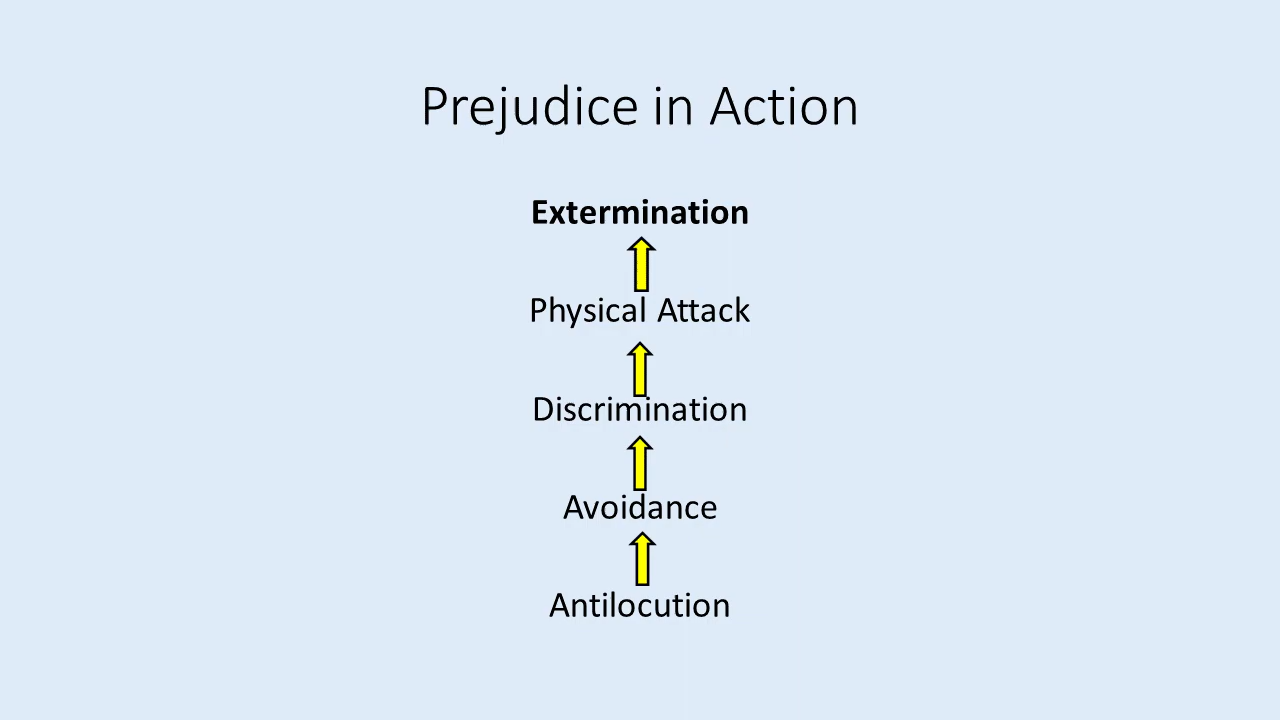 Prejudice in Action
Extermination
Physical Attack
Discrimination
Avoidance
Antilocution